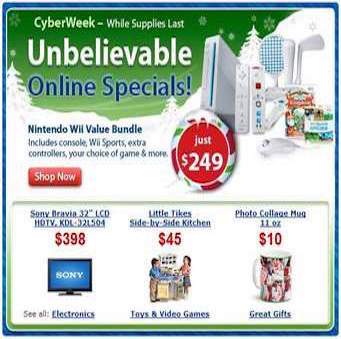 CyberWeek – While Supplies Last
Unbelievable
Online Specials!
Nintendo Wii Value Bundle
Includes console, Wii Sports, extra
controllers, your choice of game & more.
just
$249
Shop Now
Sony Bravia 32" LCD
HDTV, KDL-32L504
$398
Little Tikes
Side-by-Side Kitchen
$45
Photo Collage Mug
11 oz
$10
SONY
See all: Electronics
Toys & Video Games
Great Gifts